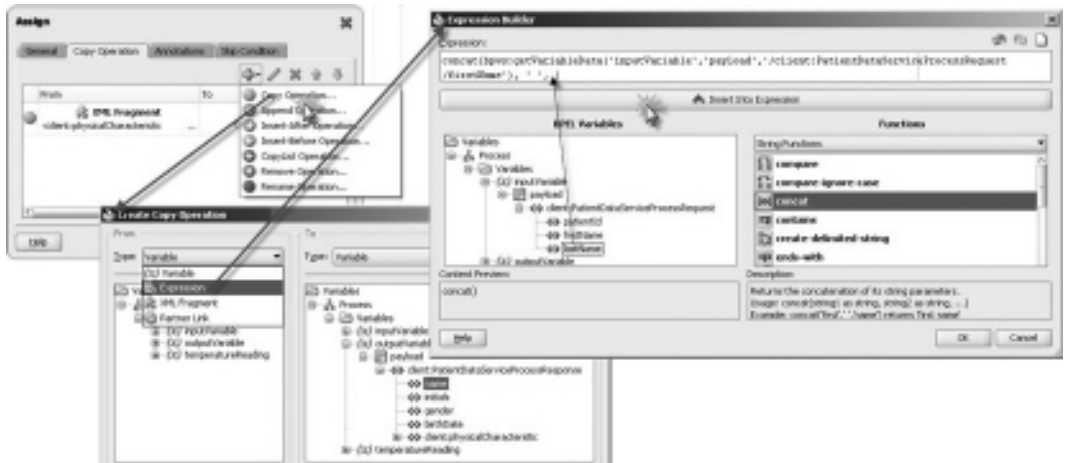 Assign
General Copy Operation Annotations Skip Condition
From To
XML Fragment
<client:physicalCharacteristic ...
Copy Operation...
Append Operation...
Insert-After Operation...
Insert-Before Operation...
CopyList Operation...
Remove Operation...
Rename Operation...
Help
Create Copy Operation
From
Type: Variable
(x) Variable
Expression
XML Fragment
Partner Link
(x) inputVariable
(x) outputVariable
(x) temperatureReading
To
Type: Variable
Variables
Process
Variables
(x) inputVariable
(x) outputVariable
payload
client:PatientDataServiceProcessResponse
name
initials
gender
birthDate
client:physicalCharacteristic
(x) temperatureReading
Expression Builder
Expression:
concat(bpws:getVariableData('inputVariable','payload','/client:PatientDataServiceProcessRequest
/firstName'), ' ',
Insert Into Expression
BPEL Variables
Variables
Process
Variables
(x) inputVariable
payload
client:PatientDataServiceProcessRequest
patientId
firstName
lastName
(x) outputVariable
Functions
String Functions
compare
compare-ignore-case
concat
contains
create-delimited-string
ends-with
Content Preview:
concat()
Description:
Returns the concatenation of its string parameters.
Usage: concat(string1 as string, string2 as string, ...)
Example: concat('First',' ','name') returns 'First name'
Help
OK Cancel